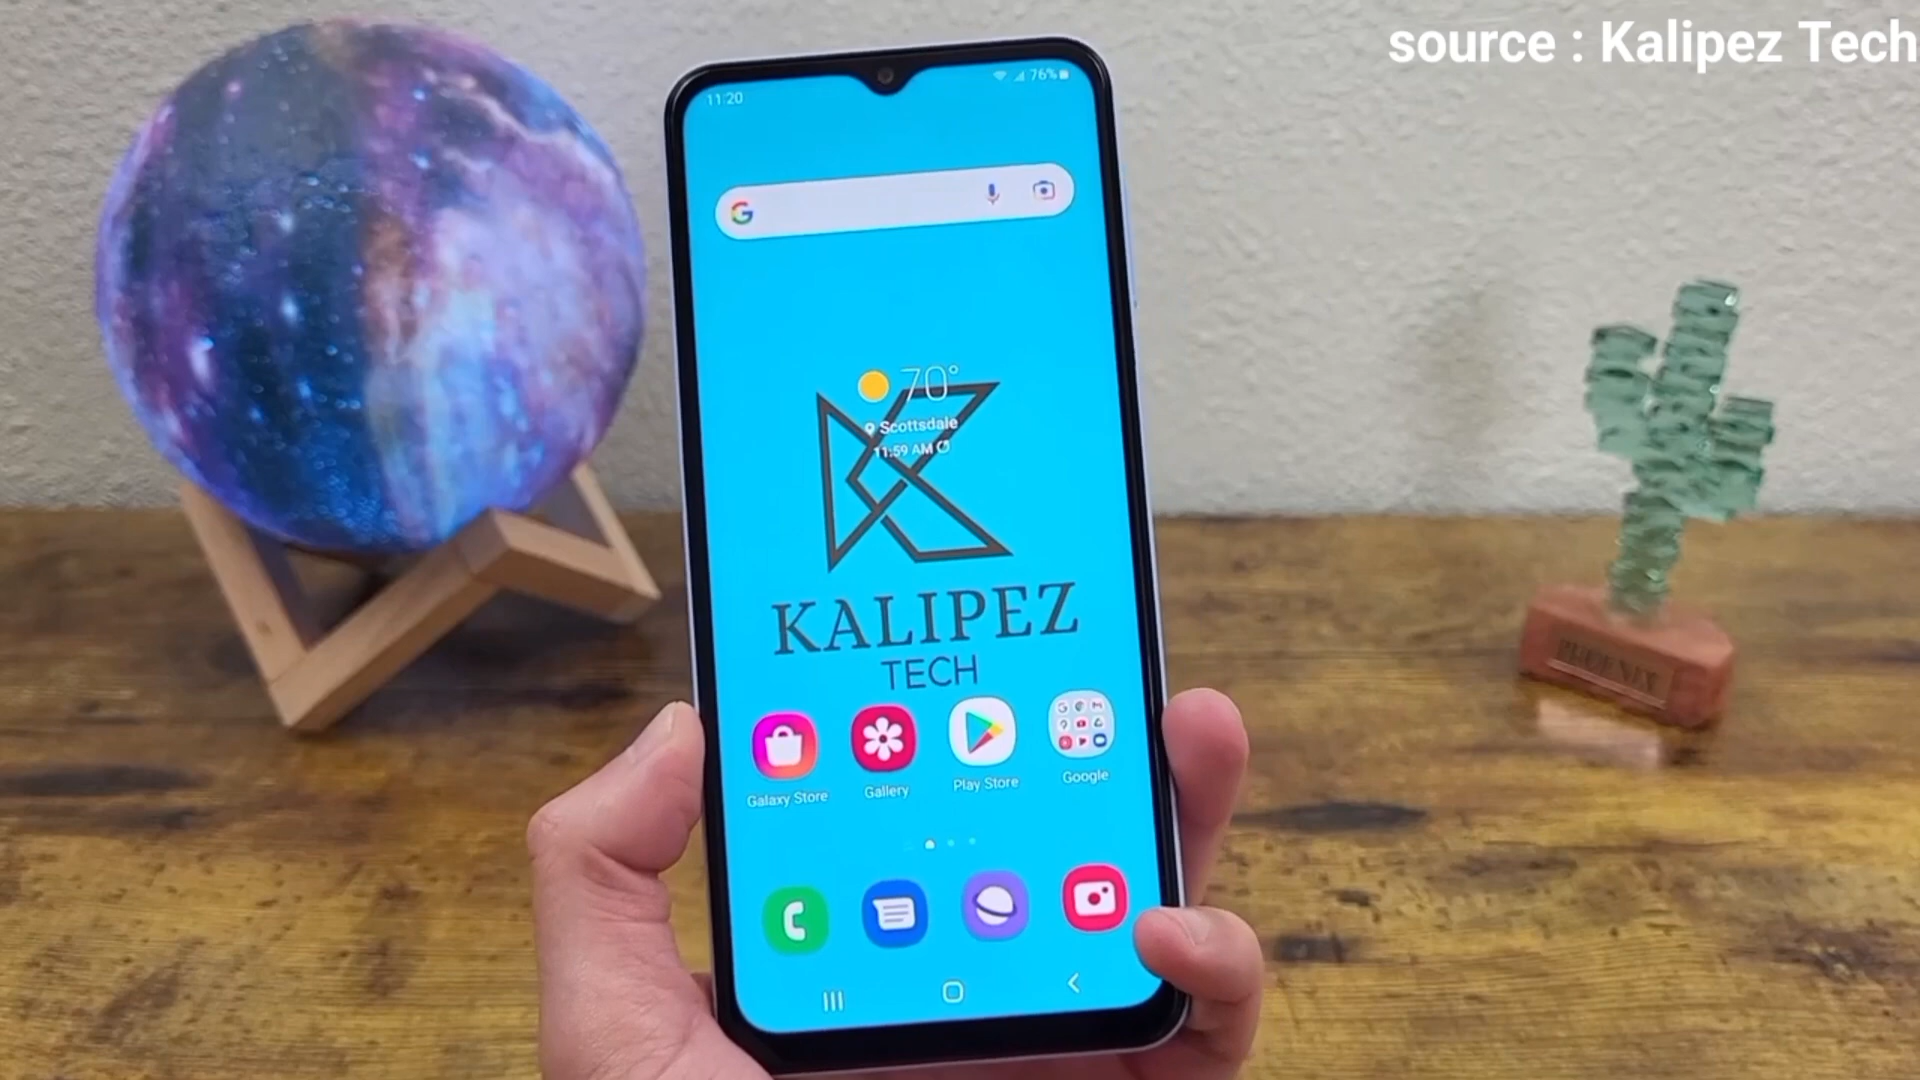 source : Kalipez Tech
11:20
76%
70°
Scottsdale
11:59 AM
KALIPEZ
TECH
Galaxy Store
Gallery
Play Store
Google
PHOENIX